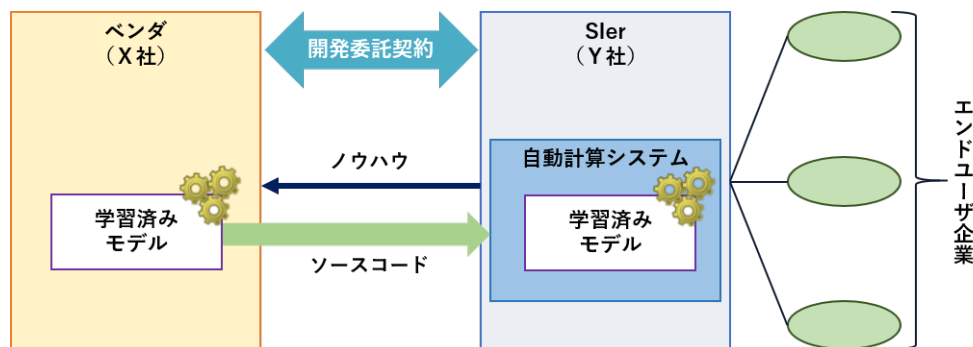 ベンダ
（X社）
開発委託契約
SIer
（Y社）
ノウハウ
自動計算システム
学習済み
モデル
学習済み
モデル
ソースコード
エンドユーザ企業